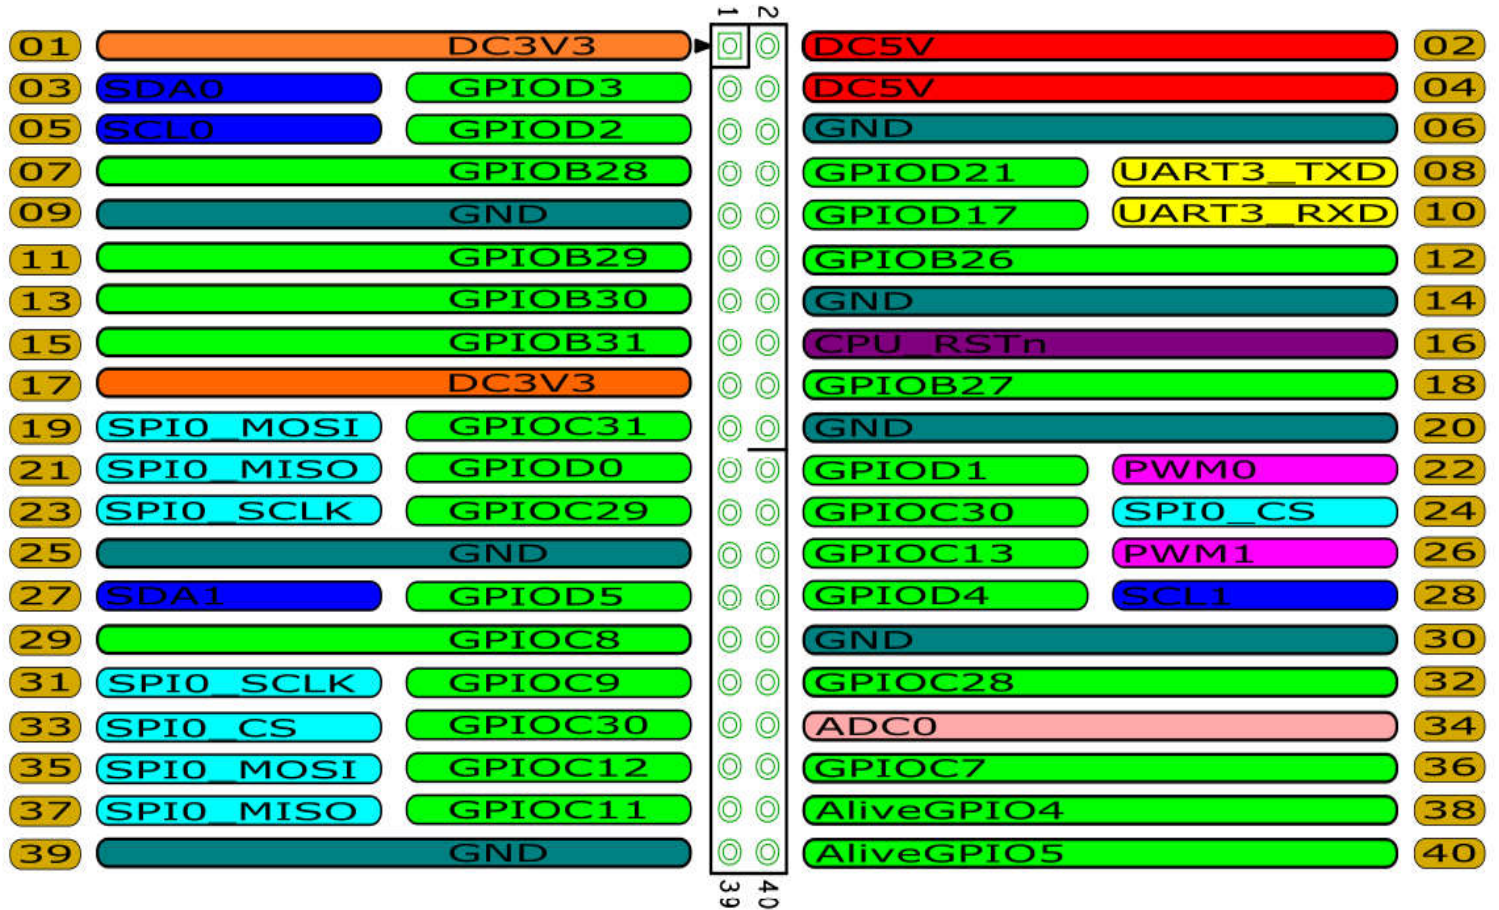 1 2
01 DC3V3 DC5V 02
03 SDA0 GPIOD3 DC5V 04
05 SCL0 GPIOD2 GND 06
07 GPIOB28 GPIOD21 UART3_TXD 08
09 GND GPIOD17 UART3_RXD 10
11 GPIOB29 GPIOB26 12
13 GPIOB30 GND 14
15 GPIOB31 CPU_RSTn 16
17 DC3V3 GPIOB27 18
19 SPI0_MOSI GPIOC31 GND 20
21 SPI0_MISO GPIOD0 GPIOD1 PWM0 22
23 SPI0_SCLK GPIOC29 GPIOC30 SPI0_CS 24
25 GND GPIOC13 PWM1 26
27 SDA1 GPIOD5 GPIOD4 SCL1 28
29 GPIOC8 GND 30
31 SPI0_SCLK GPIOC9 GPIOC28 32
33 SPI0_CS GPIOC30 ADC0 34
35 SPI0_MOSI GPIOC12 GPIOC7 36
37 SPI0_MISO GPIOC11 AliveGPIO4 38
39 GND AliveGPIO5 40
39 40